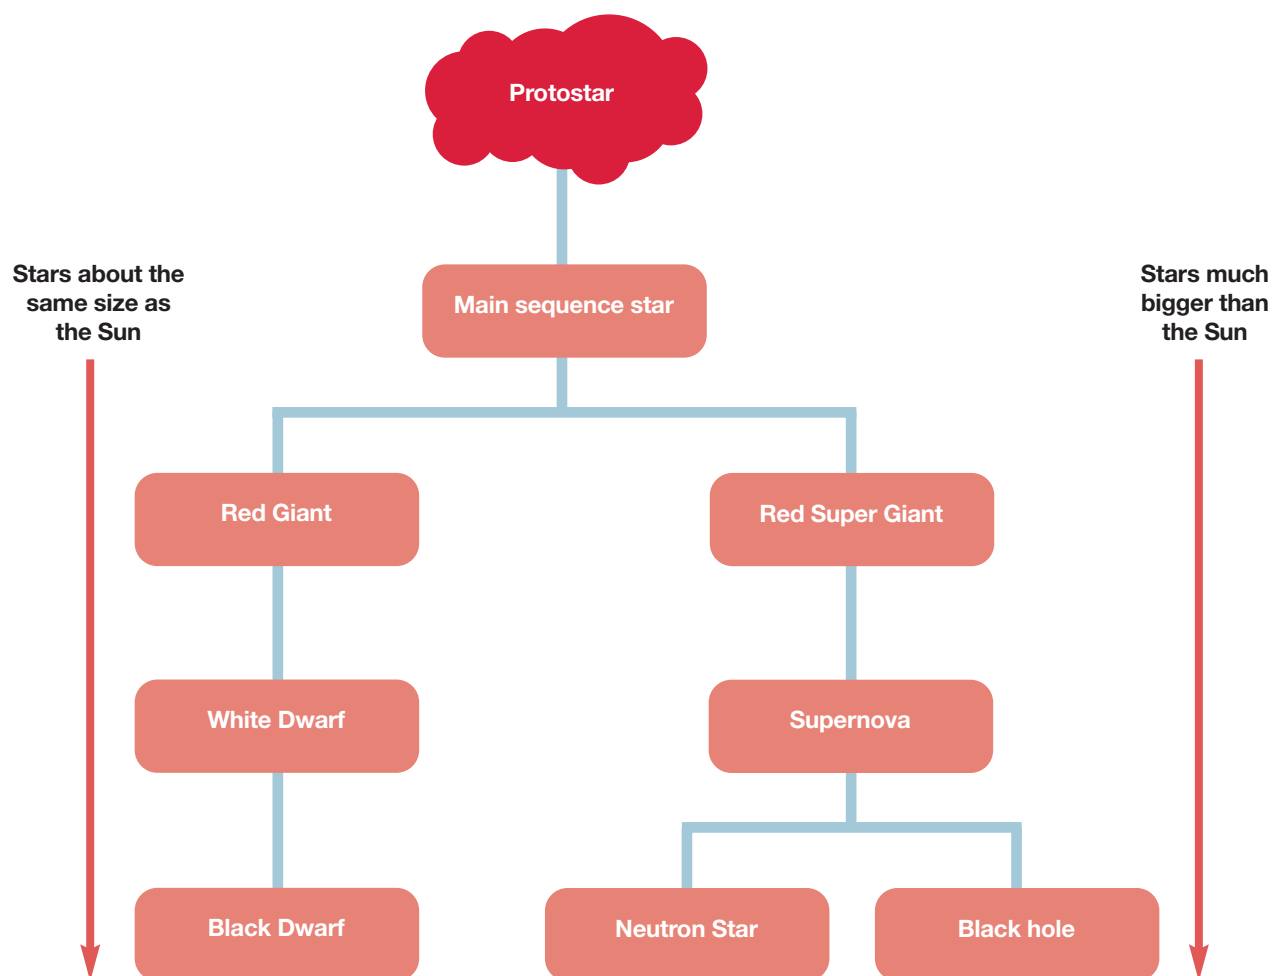 Protostar
Stars about the
same size as
the Sun
Main sequence star
Stars much
bigger than
the Sun
Red Giant
Red Super Giant
White Dwarf
Supernova
Black Dwarf
Neutron Star
Black hole